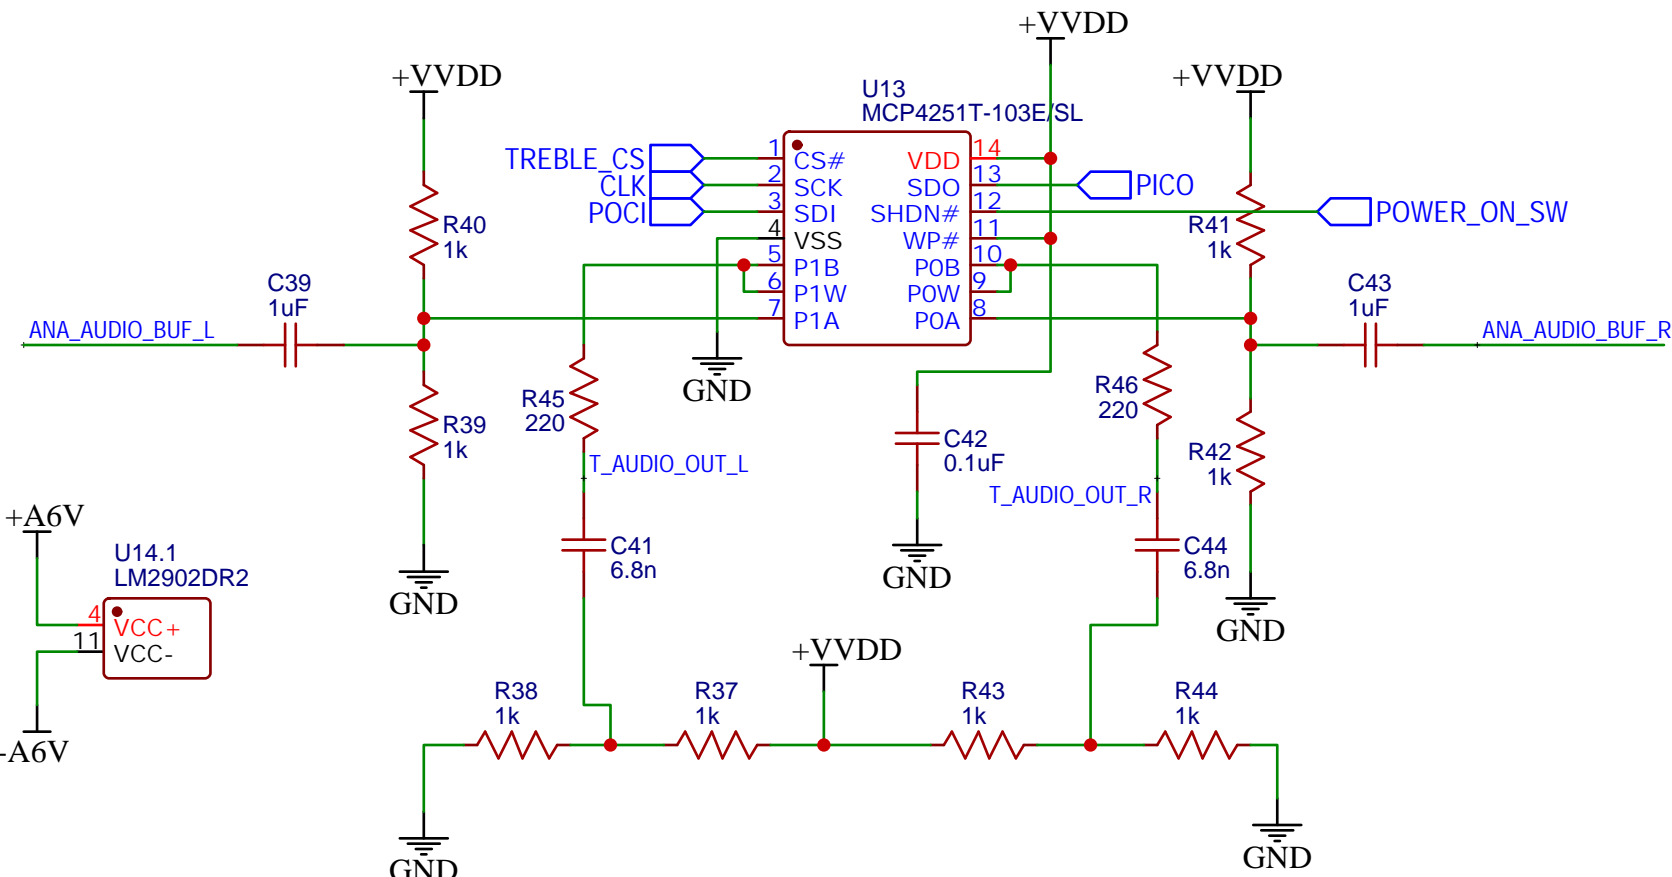 +VVDD
+VVDD
+VVDD
U13
MCP4251T-103E/SL
TREBLE_CS
CLK
POCI
1
2
3
4
5
6
7
CS#
SCK
SDI
VSS
P1B
P1W
P1A
VDD
SDO
SHDN#
WP#
P0B
P0W
P0A
14
13
12
11
10
9
8
PICO
POWER_ON_SW
R40
1k
R41
1k
C39
1uF
C43
1uF
ANA_AUDIO_BUF_L
ANA_AUDIO_BUF_R
GND
R45
220
R46
220
R39
1k
C42
0.1uF
R42
1k
T_AUDIO_OUT_L
T_AUDIO_OUT_R
+A6V
U14.1
LM2902DR2
4
11
VCC+
VCC-
-A6V
C41
6.8n
C44
6.8n
GND
GND
GND
+VVDD
R38
1k
R37
1k
R43
1k
R44
1k
GND
GND